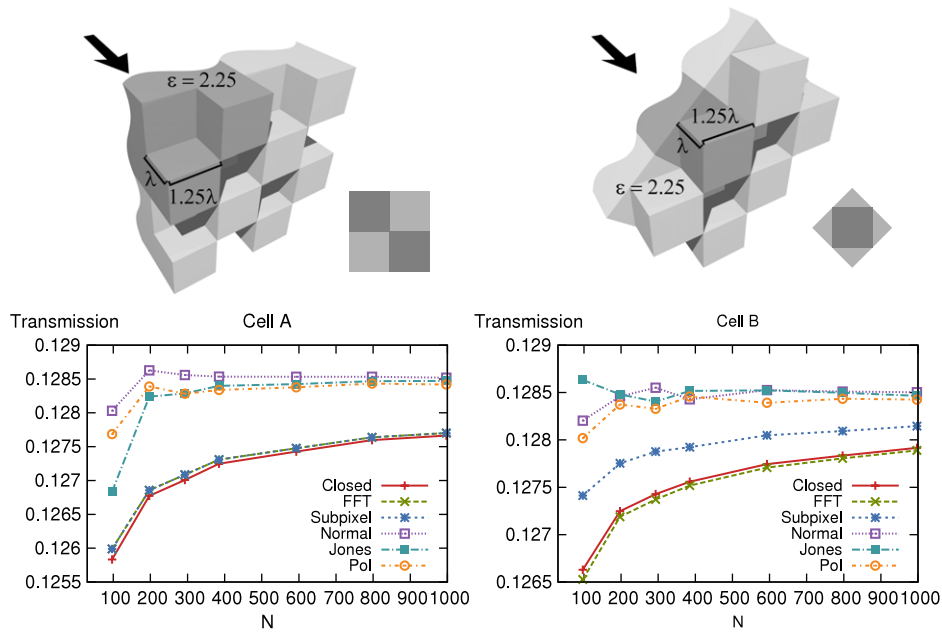 ε = 2.25
λ
1.25λ
1.25λ
λ
ε = 2.25
Transmission
Cell A
0.129
0.1285
0.128
0.1275
0.127
0.1265
0.126
0.1255
Closed
FFT
Subpixel
Normal
Jones
Pol
100 200 300 400 500 600 700 800 900 1000
N
Transmission
Cell B
0.129
0.1285
0.128
0.1275
0.127
0.1265
Closed
FFT
Subpixel
Normal
Jones
Pol
100 200 300 400 500 600 700 800 900 1000
N